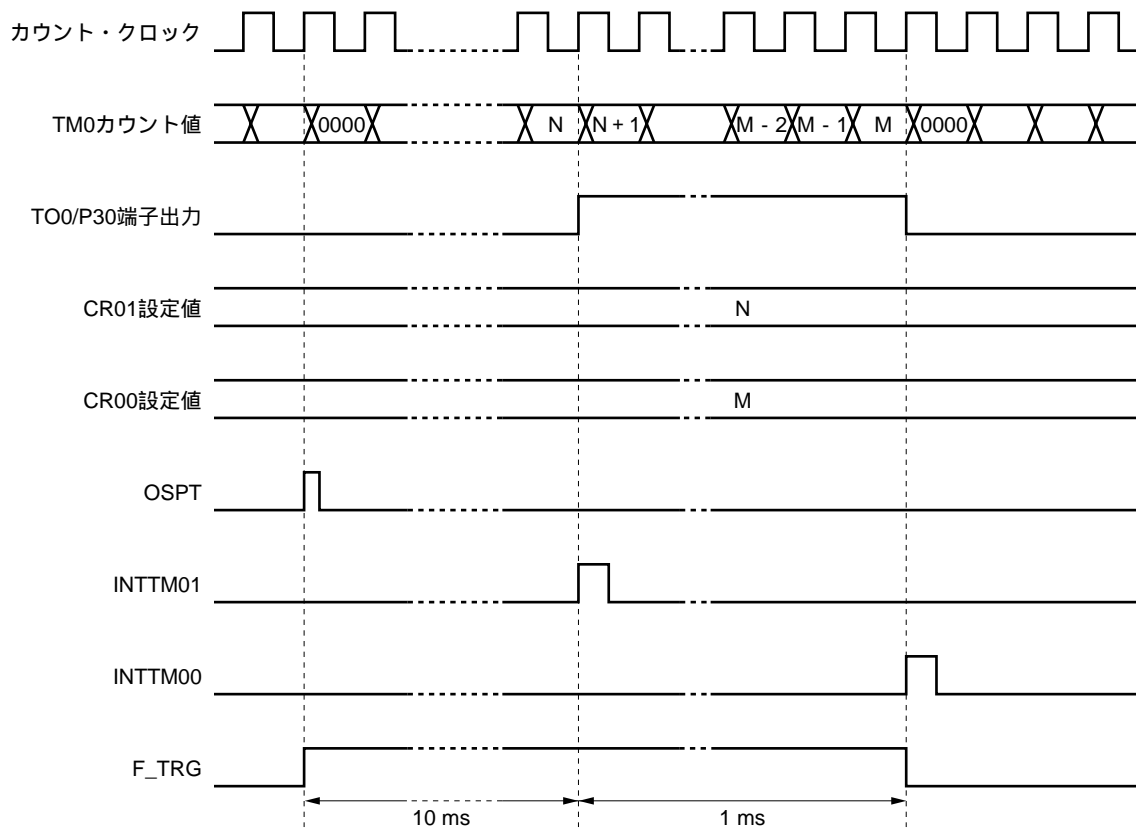 カウント・クロック
TM0カウント値 0000 N N + 1 M - 2 M - 1 M 0000
TO0/P30端子出力
CR01設定値 N
CR00設定値 M
OSPT
INTTM01
INTTM00
F_TRG
10 ms 1 ms